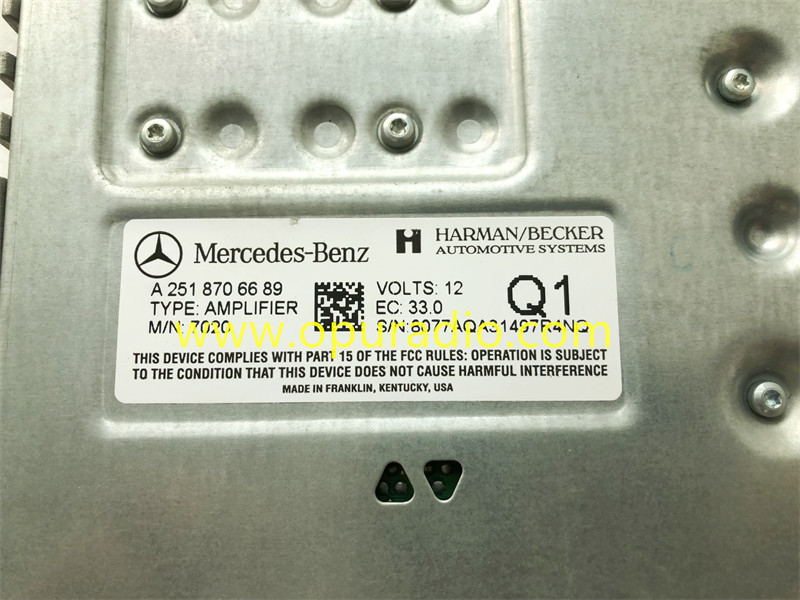 Mercedes-Benz
HARMAN/BECKER
AUTOMOTIVE SYSTEMS
A 251 870 66 89
TYPE: AMPLIFIER
M/N: 7020
VOLTS: 12
EC: 33.0
Q1
www.opuradio.com
THIS DEVICE COMPLIES WITH PART 15 OF THE FCC RULES: OPERATION IS SUBJECT
TO THE CONDITION THAT THIS DEVICE DOES NOT CAUSE HARMFUL INTERFERENCE
MADE IN FRANKLIN, KENTUCKY, USA